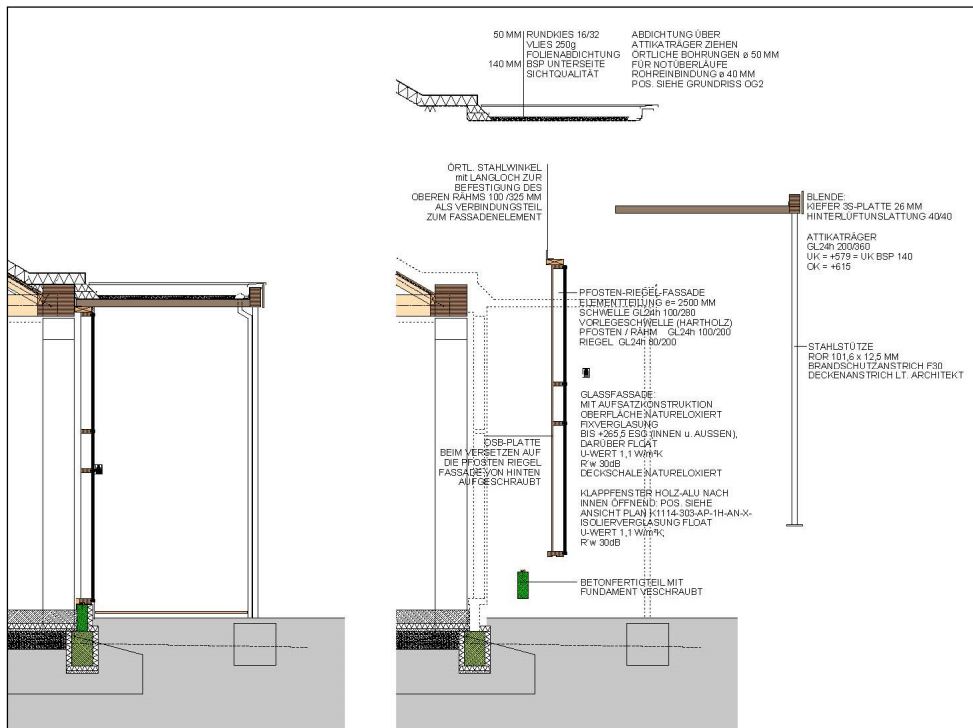 50 MM RUNDKIES 16/32
VLIES 250g
FOLIENABDICHTUNG
140 MM BSP UNTERSEITE
SICHTQUALITÄT
ABDICHTUNG ÜBER
ATTIKATRÄGER ZIEHEN
ÖRTLICHE BOHRUNGEN ø 50 MM
FÜR NOTÜBERLÄUFE
ROHREINBINDUNG ø 40 MM
POS. SIEHE GRUNDRISS OG2
ÖRTL. STAHLWINKEL
mit LANGLOCH ZUR
BEFESTIGUNG DES
OBEREN RÄHMS 100 /325 MM
ALS VERBINDUNGSTEIL
ZUM FASSADENELEMENT
BLENDE:
KIEFER 3S-PLATTE 26 MM
HINTERLÜFTUNSLATTUNG 40/40
ATTIKATRÄGER
GL24h 200/360
UK = +579 = UK BSP 140
OK = +615
PFOSTEN-RIEGEL-FASSADE
ELEMENTTEILUNG e= 2500 MM
SCHWELLE GL24h 100/280
VORLEGESCHWELLE (HARTHOLZ)
PFOSTEN / RÄHM GL24h 100/200
RIEGEL GL24h 80/200
STAHLSTÜTZE
ROR 101,6 x 12,5 MM
BRANDSCHUTZANSTRICH F30
DECKENANSTRICH LT. ARCHITEKT
GLASSFASSADE:
MIT AUFSATZKONSTRUKTION
OBERFLÄCHE NATURELOXIERT
FIXVERGLASUNG
BIS +265,5 ESG (INNEN u. AUSSEN),
DARÜBER FLOAT
U-WERT 1,1 W/m²K
R'w 30dB
DECKSCHALE NATURELOXIERT
OSB-PLATTE
BEIM VERSETZEN AUF
DIE PFOSTEN RIEGEL
FASSADE VON HINTEN
AUFGESCHRAUBT
KLAPPFENSTER HOLZ-ALU NACH
INNEN ÖFFNEND: POS. SIEHE
ANSICHT PLAN K1114-303-AP-1H-AN-X-
ISOLIERVERGLASUNG FLOAT
U-WERT 1,1 W/m²K;
R'w 30dB
BETONFERTIGTEIL MIT
FUNDAMENT VESCHRAUBT